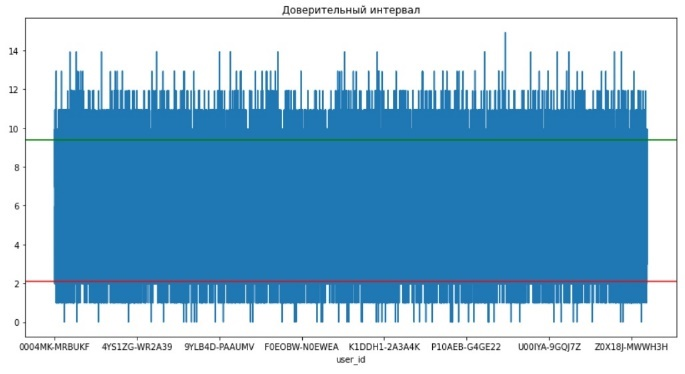 Доверительный интервал
14
12
10
8
6
4
2
0
0004MK-MRBUKF 4YS1ZG-WR2A39 9YLB4D-PAAUMV F0EOBW-N0EWEA K1DDH1-2A3A4K P10AEB-G4GE22 U00IYA-9GQJ7Z Z0X18J-MWWH3H
user_id